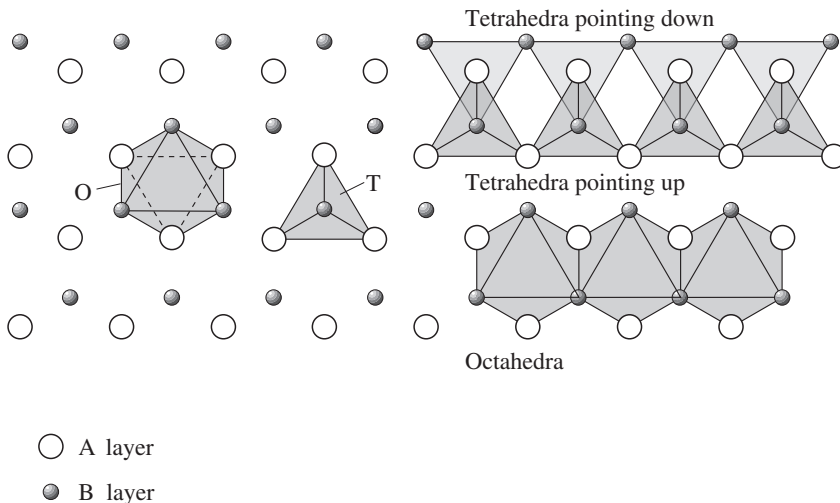 Tetrahedra pointing down
O
T
Tetrahedra pointing up
Octahedra
A layer
B layer